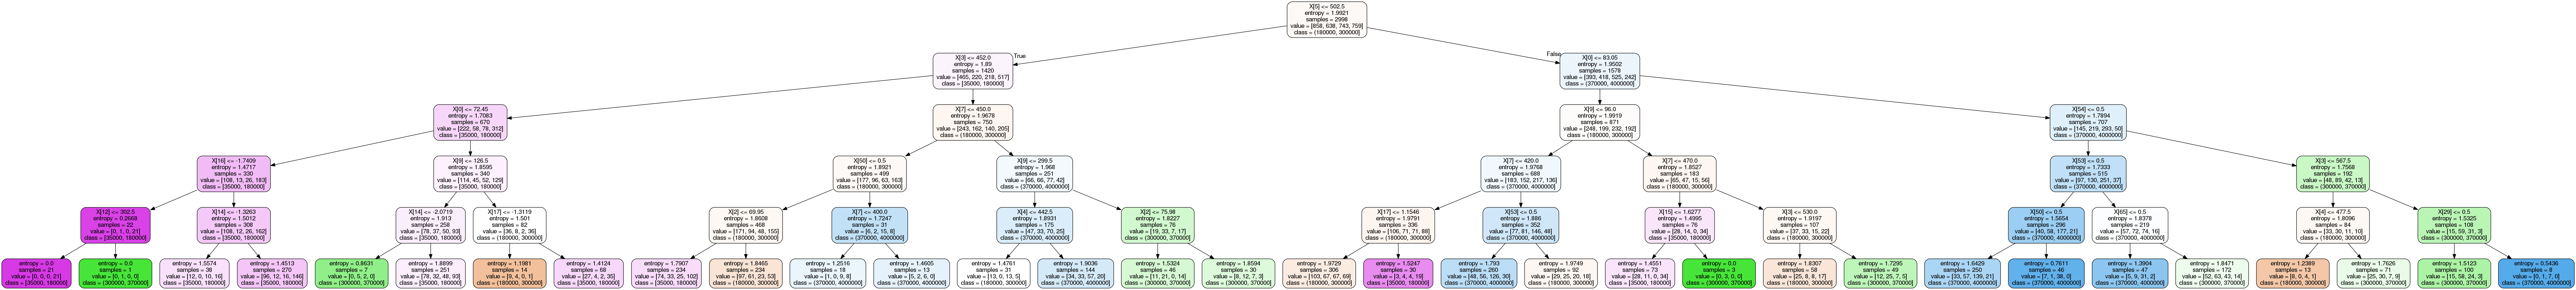 X[5] <= 502.5
entropy = 1.9921
samples = 2998
value = [858, 638, 743, 759]
class = (180000, 300000]
True
False
X[3] <= 452.0
entropy = 1.89
samples = 1420
value = [465, 220, 218, 517]
class = [35000, 180000]
X[0] <= 83.05
entropy = 1.9502
samples = 1578
value = [393, 418, 525, 242]
class = (370000, 4000000]
X[0] <= 72.45
entropy = 1.7083
samples = 670
value = [222, 58, 78, 312]
class = [35000, 180000]
X[7] <= 450.0
entropy = 1.9678
samples = 750
value = [243, 162, 140, 205]
class = (180000, 300000]
X[9] <= 96.0
entropy = 1.9919
samples = 871
value = [248, 199, 232, 192]
class = (180000, 300000]
X[54] <= 0.5
entropy = 1.7894
samples = 707
value = [145, 219, 293, 50]
class = (370000, 4000000]
X[16] <= -1.7409
entropy = 1.4717
samples = 330
value = [108, 13, 26, 183]
class = [35000, 180000]
X[9] <= 126.5
entropy = 1.8595
samples = 340
value = [114, 45, 52, 129]
class = [35000, 180000]
X[50] <= 0.5
entropy = 1.8921
samples = 499
value = [177, 96, 63, 163]
class = (180000, 300000]
X[9] <= 299.5
entropy = 1.968
samples = 251
value = [66, 66, 77, 42]
class = (370000, 4000000]
X[7] <= 420.0
entropy = 1.9768
samples = 688
value = [183, 152, 217, 136]
class = (370000, 4000000]
X[7] <= 470.0
entropy = 1.8527
samples = 183
value = [65, 47, 15, 56]
class = (180000, 300000]
X[53] <= 0.5
entropy = 1.7333
samples = 515
value = [97, 130, 251, 37]
class = (370000, 4000000]
X[3] <= 567.5
entropy = 1.7568
samples = 192
value = [48, 89, 42, 13]
class = (300000, 370000]
X[12] <= 302.5
entropy = 0.2668
samples = 22
value = [0, 1, 0, 21]
class = [35000, 180000]
X[14] <= -1.3263
entropy = 1.5012
samples = 308
value = [108, 12, 26, 162]
class = [35000, 180000]
X[14] <= -2.0719
entropy = 1.913
samples = 258
value = [78, 37, 50, 93]
class = [35000, 180000]
X[17] <= -1.3119
entropy = 1.501
samples = 82
value = [36, 8, 2, 36]
class = (180000, 300000]
X[2] <= 69.95
entropy = 1.8608
samples = 468
value = [171, 94, 48, 155]
class = (180000, 300000]
X[7] <= 400.0
entropy = 1.7247
samples = 31
value = [6, 2, 15, 8]
class = (370000, 4000000]
X[4] <= 442.5
entropy = 1.8931
samples = 175
value = [47, 33, 70, 25]
class = (370000, 4000000]
X[2] <= 75.98
entropy = 1.8227
samples = 76
value = [19, 33, 7, 17]
class = (300000, 370000]
X[17] <= 1.1546
entropy = 1.9791
samples = 336
value = [106, 71, 71, 88]
class = (180000, 300000]
X[53] <= 0.5
entropy = 1.886
samples = 352
value = [77, 81, 146, 48]
class = (370000, 4000000]
X[15] <= 1.6277
entropy = 1.4995
samples = 76
value = [28, 14, 0, 34]
class = [35000, 180000]
X[3] <= 530.0
entropy = 1.9197
samples = 107
value = [37, 33, 15, 22]
class = (180000, 300000]
X[50] <= 0.5
entropy = 1.5654
samples = 296
value = [40, 58, 177, 21]
class = (370000, 4000000]
X[65] <= 0.5
entropy = 1.8378
samples = 219
value = [57, 72, 74, 16]
class = (370000, 4000000]
X[4] <= 477.5
entropy = 1.8096
samples = 84
value = [33, 30, 11, 10]
class = (180000, 300000]
X[29] <= 0.5
entropy = 1.5325
samples = 108
value = [15, 59, 31, 3]
class = (300000, 370000]
entropy = 0.0
samples = 21
value = [0, 0, 0, 21]
class = [35000, 180000]
entropy = 0.0
samples = 1
value = [0, 1, 0, 0]
class = (300000, 370000]
entropy = 1.5574
samples = 38
value = [12, 0, 10, 16]
class = [35000, 180000]
entropy = 1.4513
samples = 270
value = [96, 12, 16, 146]
class = [35000, 180000]
entropy = 0.8631
samples = 7
value = [0, 5, 2, 0]
class = (300000, 370000]
entropy = 1.8899
samples = 251
value = [78, 32, 48, 93]
class = [35000, 180000]
entropy = 1.1981
samples = 14
value = [9, 4, 0, 1]
class = (180000, 300000]
entropy = 1.4124
samples = 68
value = [27, 4, 2, 35]
class = [35000, 180000]
entropy = 1.7907
samples = 234
value = [74, 33, 25, 102]
class = [35000, 180000]
entropy = 1.8465
samples = 234
value = [97, 61, 23, 53]
class = (180000, 300000]
entropy = 1.2516
samples = 18
value = [1, 0, 9, 8]
class = (370000, 4000000]
entropy = 1.4605
samples = 13
value = [5, 2, 6, 0]
class = (370000, 4000000]
entropy = 1.4761
samples = 31
value = [13, 0, 13, 5]
class = (180000, 300000]
entropy = 1.9036
samples = 144
value = [34, 33, 57, 20]
class = (370000, 4000000]
entropy = 1.5324
samples = 46
value = [11, 21, 0, 14]
class = (300000, 370000]
entropy = 1.8594
samples = 30
value = [8, 12, 7, 3]
class = (300000, 370000]
entropy = 1.9729
samples = 306
value = [103, 67, 67, 69]
class = (180000, 300000]
entropy = 1.5247
samples = 30
value = [3, 4, 4, 19]
class = [35000, 180000]
entropy = 1.793
samples = 260
value = [48, 56, 126, 30]
class = (370000, 4000000]
entropy = 1.9749
samples = 92
value = [29, 25, 20, 18]
class = (180000, 300000]
entropy = 1.4551
samples = 73
value = [28, 11, 0, 34]
class = [35000, 180000]
entropy = 0.0
samples = 3
value = [0, 3, 0, 0]
class = (300000, 370000]
entropy = 1.8307
samples = 58
value = [25, 8, 8, 17]
class = (180000, 300000]
entropy = 1.7295
samples = 49
value = [12, 25, 7, 5]
class = (300000, 370000]
entropy = 1.6429
samples = 250
value = [33, 57, 139, 21]
class = (370000, 4000000]
entropy = 0.7611
samples = 46
value = [7, 1, 38, 0]
class = (370000, 4000000]
entropy = 1.3904
samples = 47
value = [5, 9, 31, 2]
class = (370000, 4000000]
entropy = 1.8471
samples = 172
value = [52, 63, 43, 14]
class = (300000, 370000]
entropy = 1.2389
samples = 13
value = [8, 0, 4, 1]
class = (180000, 300000]
entropy = 1.7626
samples = 71
value = [25, 30, 7, 9]
class = (300000, 370000]
entropy = 1.5123
samples = 100
value = [15, 58, 24, 3]
class = (300000, 370000]
entropy = 0.5436
samples = 8
value = [0, 1, 7, 0]
class = (370000, 4000000]